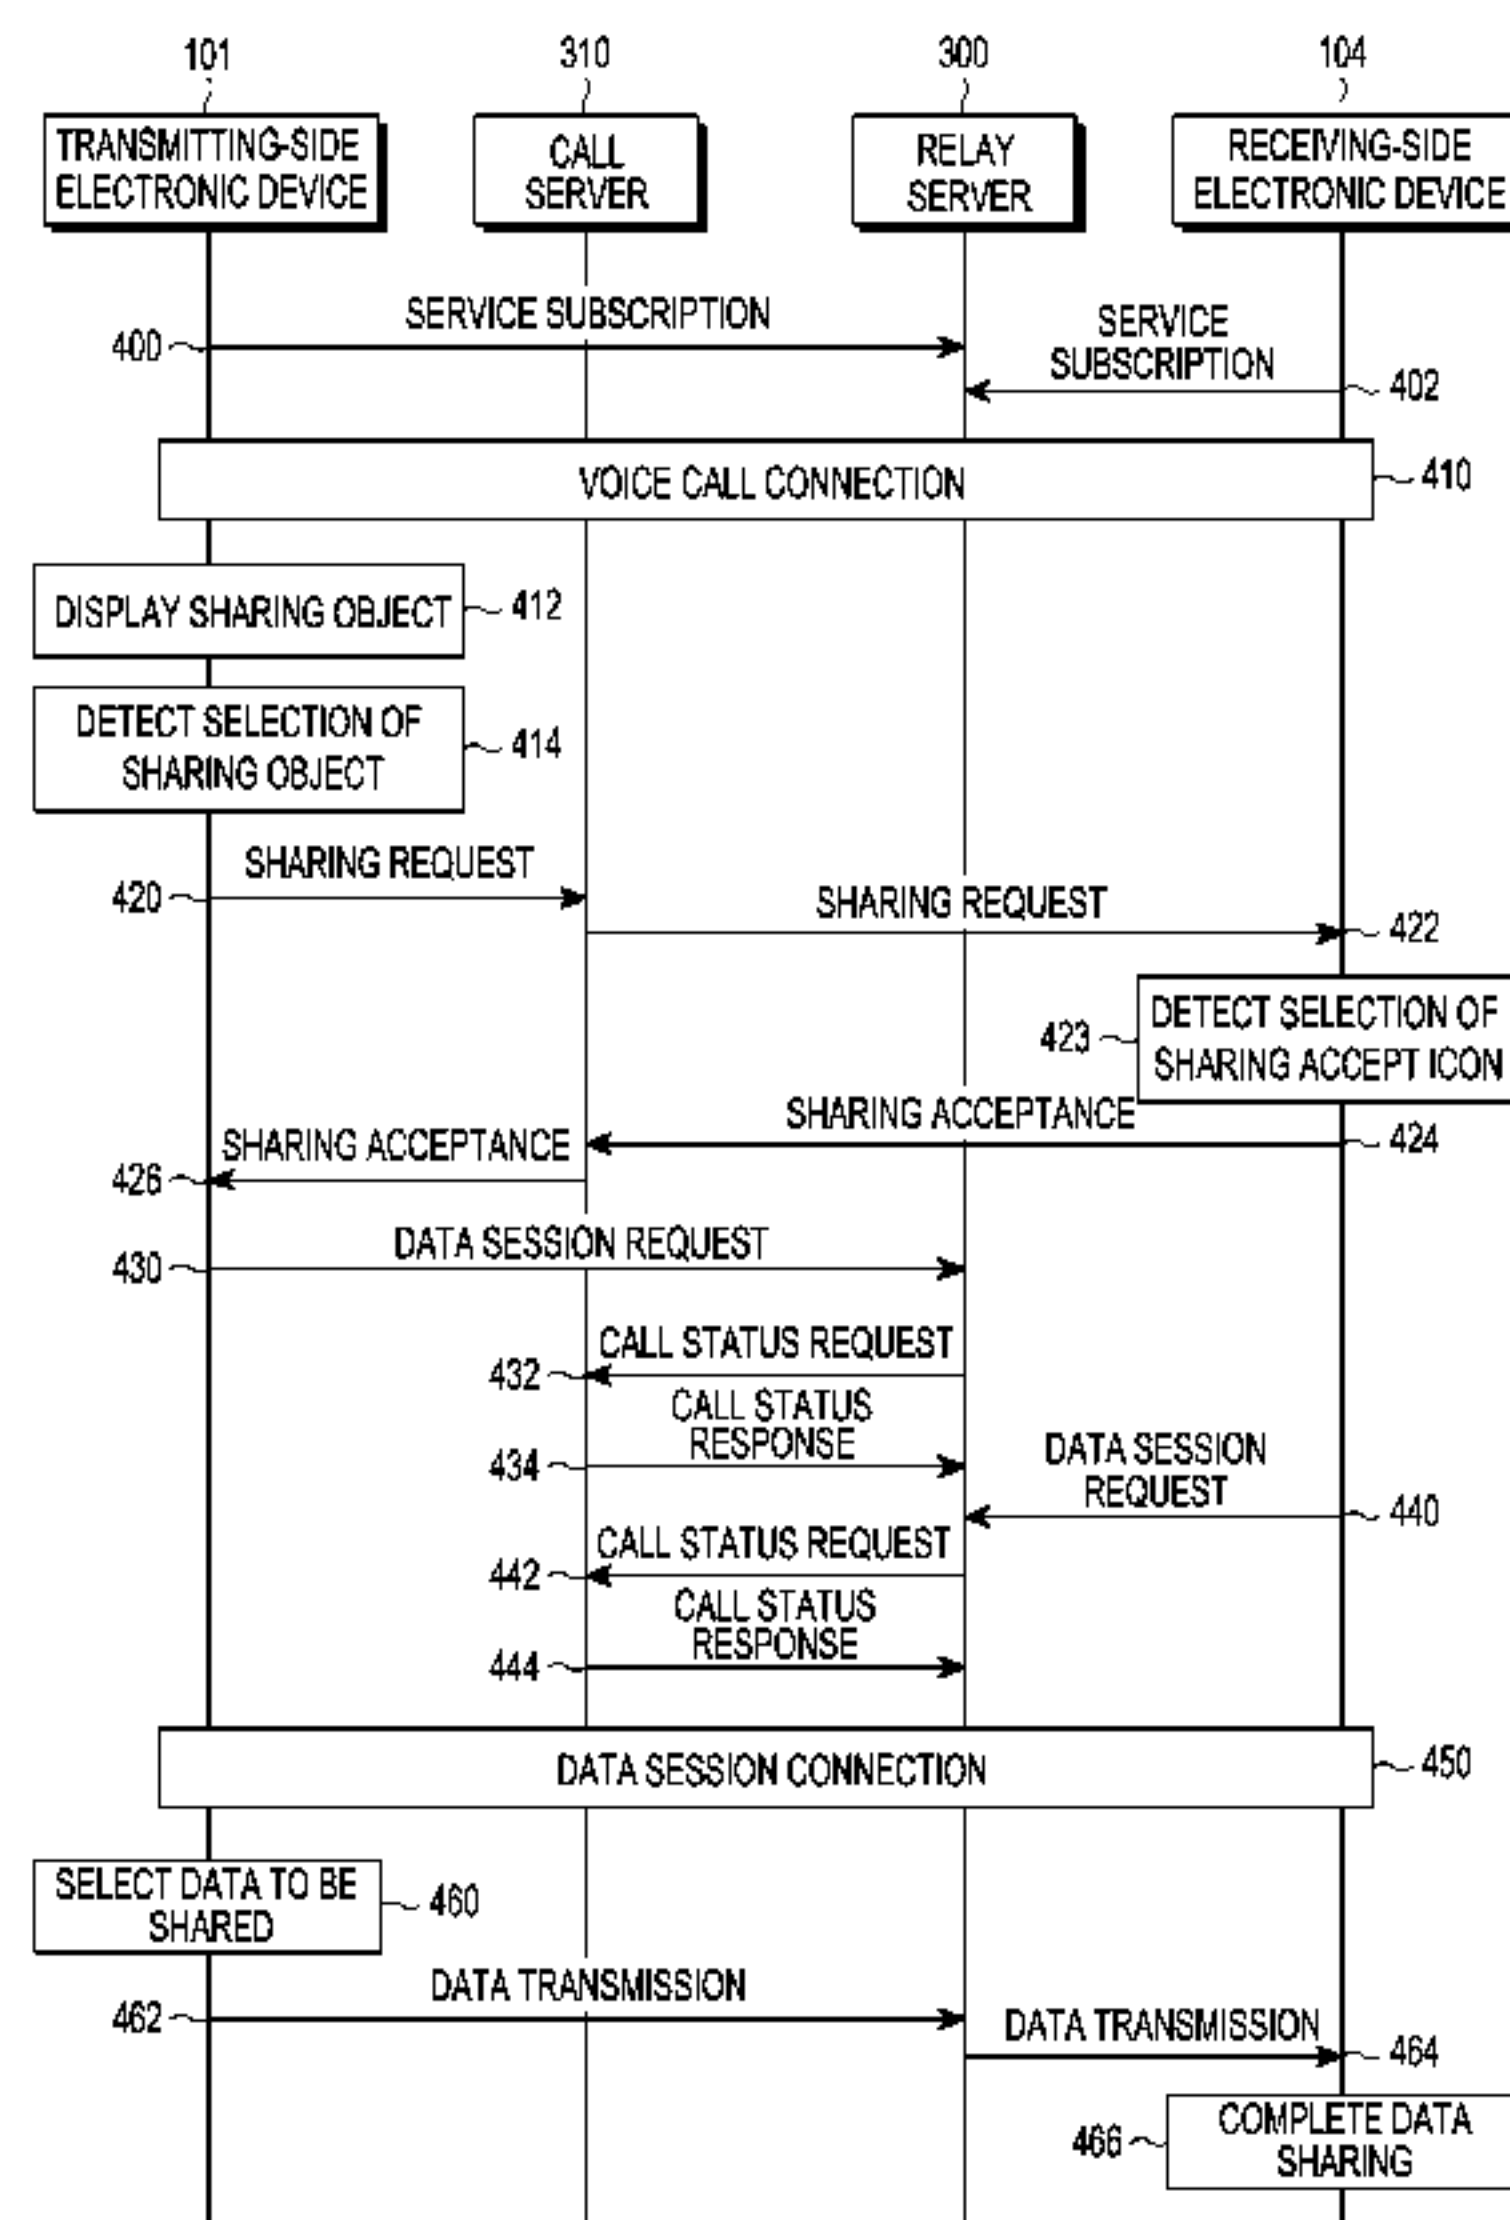 101
310
300
104
TRANSMITTING-SIDE
ELECTRONIC DEVICE
CALL
SERVER
RELAY
SERVER
RECEIVING-SIDE
ELECTRONIC DEVICE
SERVICE SUBSCRIPTION
400
SERVICE
SUBSCRIPTION
402
VOICE CALL CONNECTION
410
DISPLAY SHARING OBJECT
412
DETECT SELECTION OF
SHARING OBJECT
414
SHARING REQUEST
420
SHARING REQUEST
422
DETECT SELECTION OF
SHARING ACCEPT ICON
423
SHARING ACCEPTANCE
424
SHARING ACCEPTANCE
426
DATA SESSION REQUEST
430
CALL STATUS REQUEST
432
CALL STATUS
RESPONSE
434
DATA SESSION
REQUEST
440
CALL STATUS REQUEST
442
CALL STATUS
RESPONSE
444
DATA SESSION CONNECTION
450
SELECT DATA TO BE
SHARED
460
DATA TRANSMISSION
462
DATA TRANSMISSION
464
COMPLETE DATA
SHARING
466